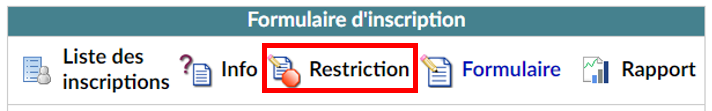 Formulaire d'inscription
Liste des
inscriptions
Info
Restriction
Formulaire
Rapport